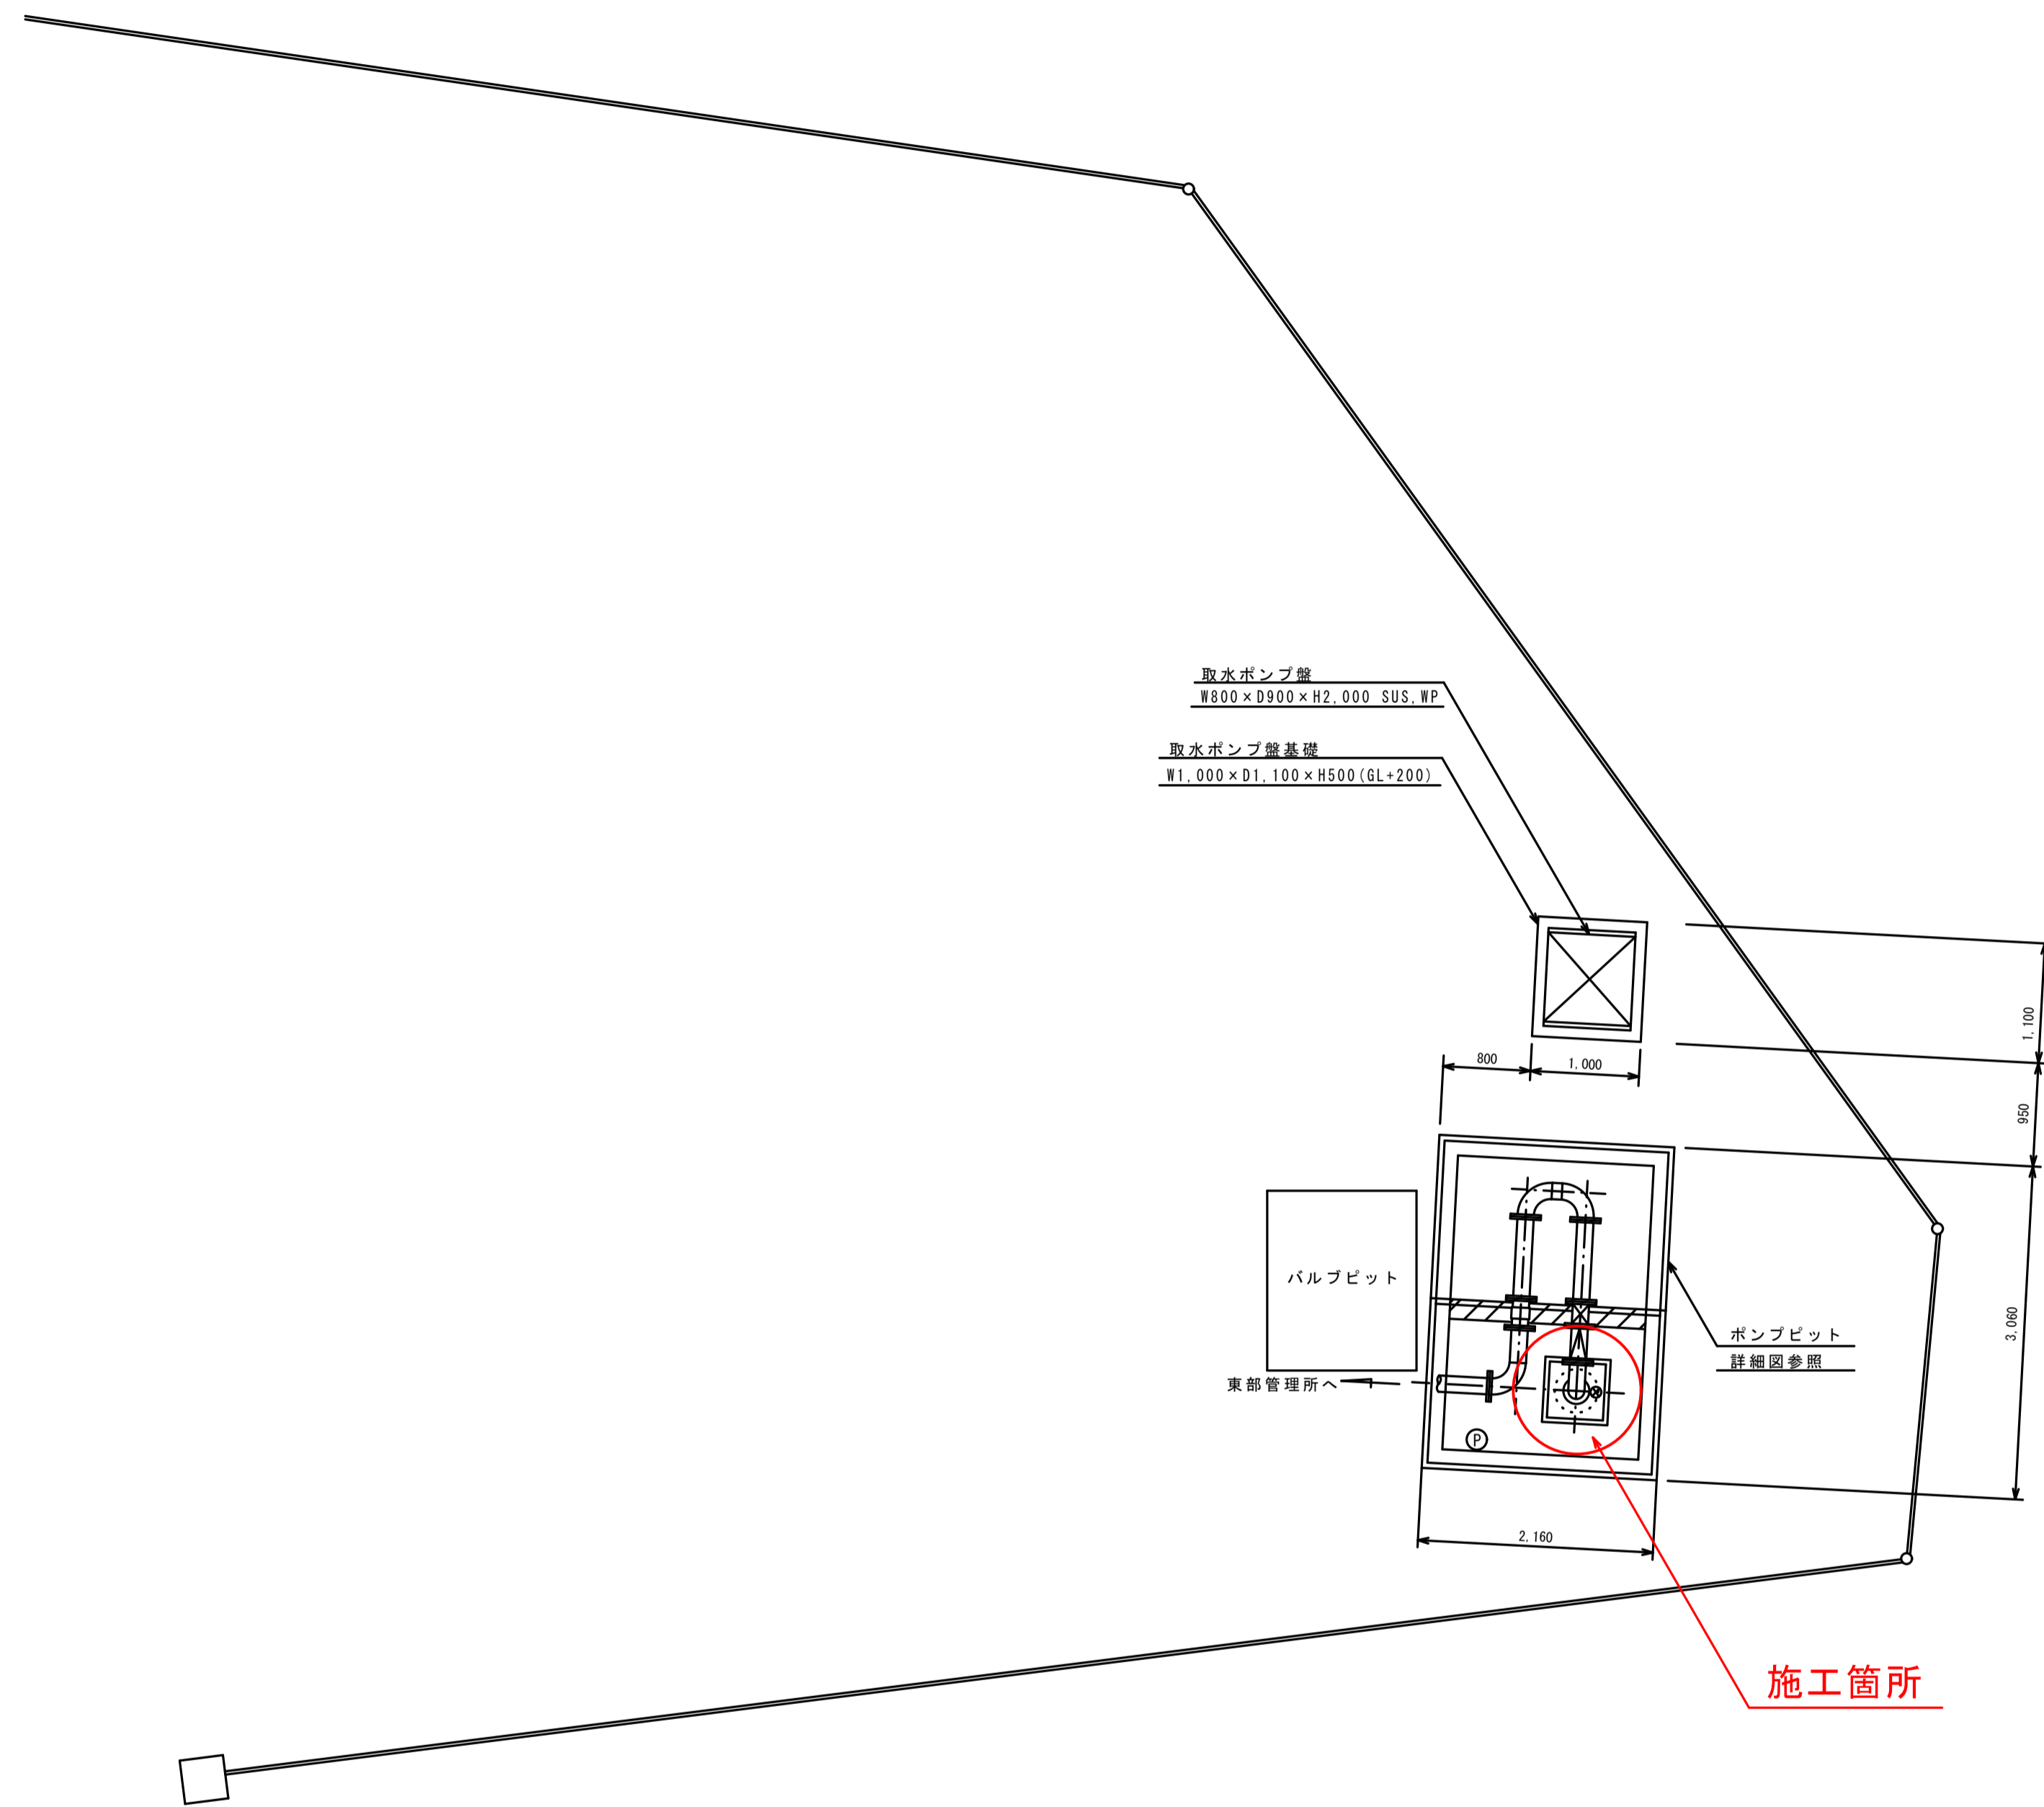 取水ポンプ盤
W800×D900×H2,000 SUS,WP
取水ポンプ盤基礎
W1,000×D1,100×H500(GL+200)
1,100
800
1,000
950
バルブピット
3,060
ポンプピット
詳細図参照
東部管理所へ
P
2,160
施工箇所